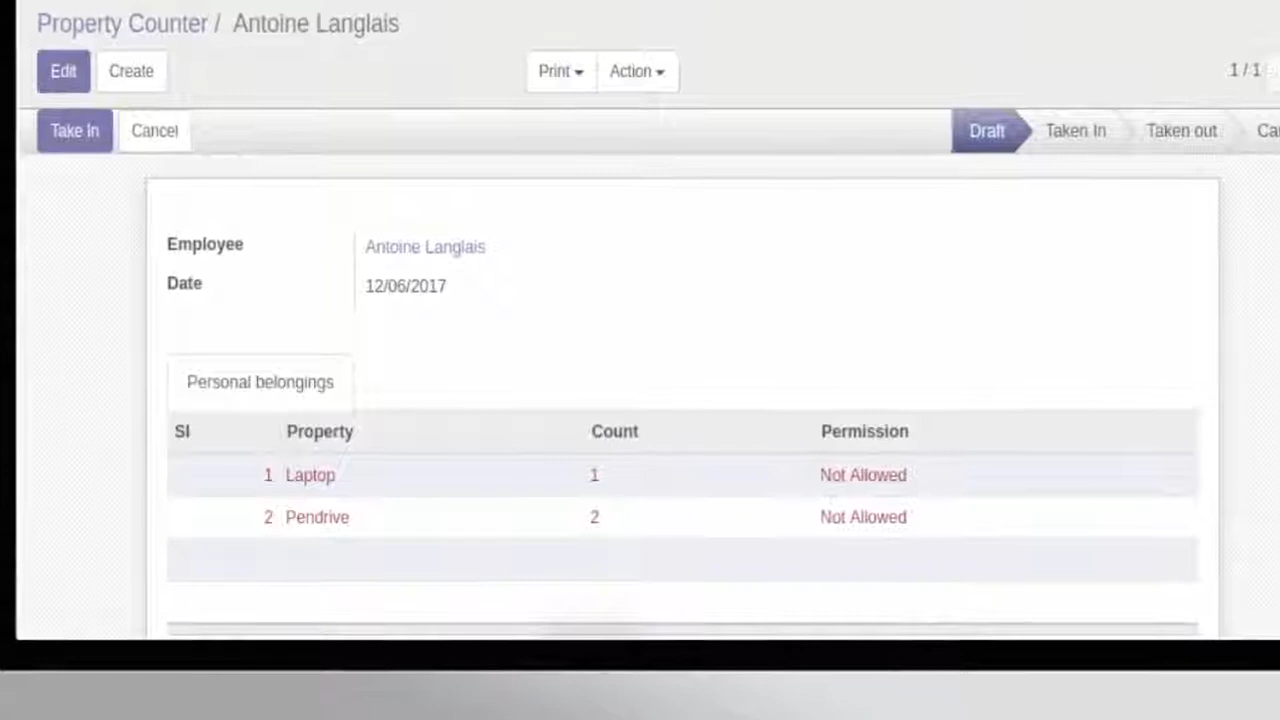 Property Counter / Antoine Langlais
Edit Create Print Action 1 / 1
Take In Cancel Draft Taken In Taken out
Employee Antoine Langlais
Date 12/06/2017
Personal belongings
Sl Property Count Permission
1 Laptop 1 Not Allowed
2 Pendrive 2 Not Allowed